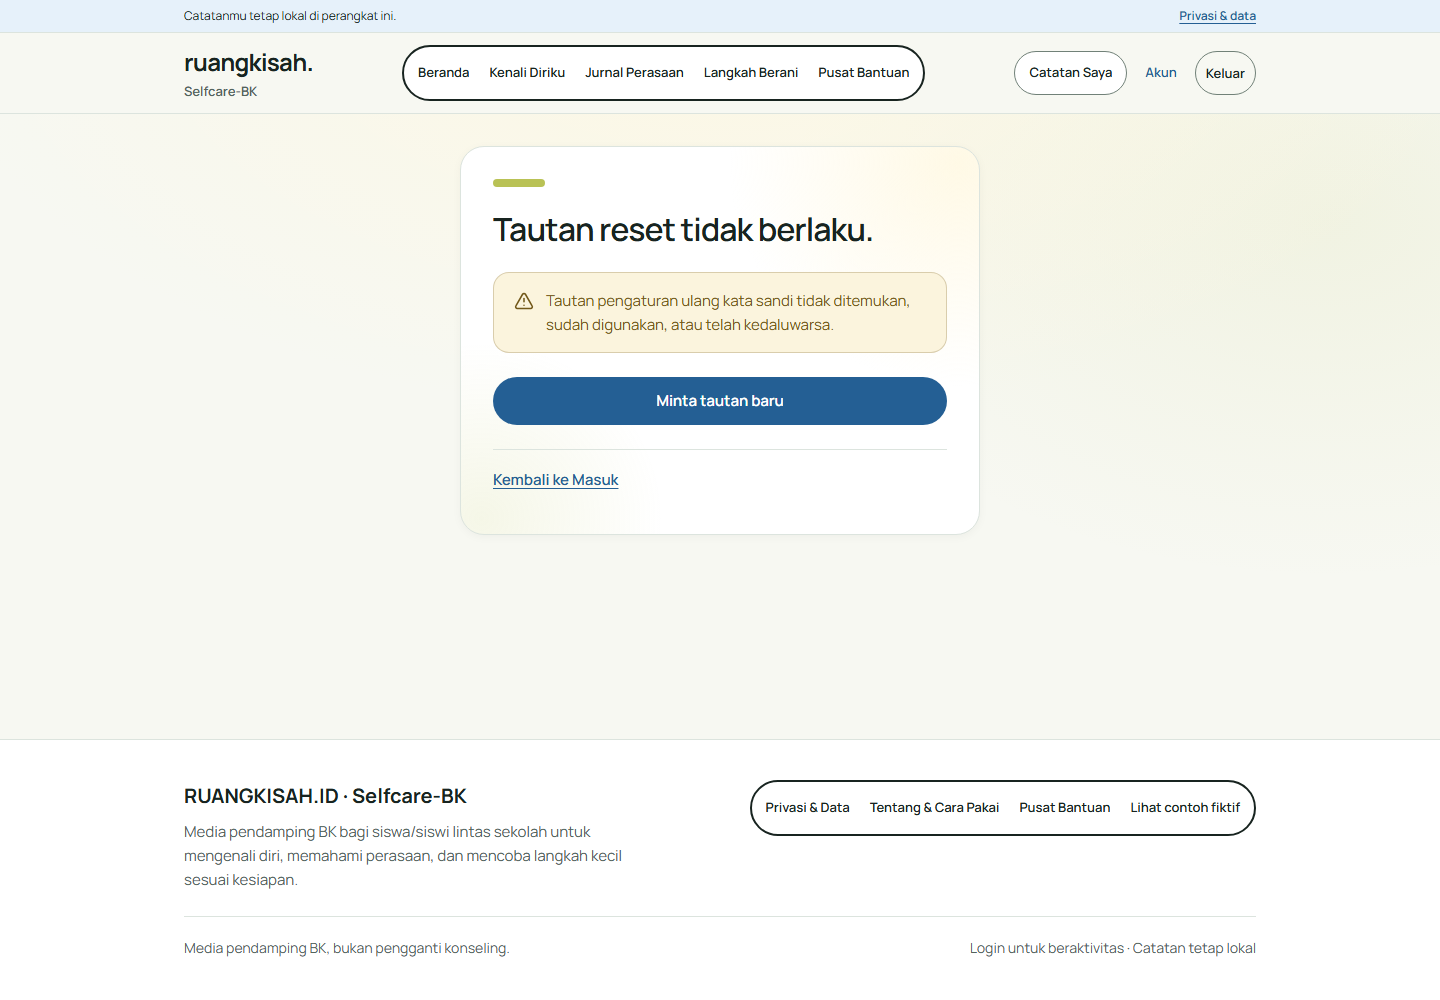 Catatanmu tetap lokal di perangkat ini.
Privasi & data
ruangkisah.
Selfcare-BK
Beranda
Kenali Diriku
Jurnal Perasaan
Langkah Berani
Pusat Bantuan
Catatan Saya
Akun
Keluar
Tautan reset tidak berlaku.
Tautan pengaturan ulang kata sandi tidak ditemukan,
sudah digunakan, atau telah kedaluwarsa.
Minta tautan baru
Kembali ke Masuk
RUANGKISAH.ID · Selfcare-BK
Media pendamping BK bagi siswa/siswi lintas sekolah untuk
mengenali diri, memahami perasaan, dan mencoba langkah kecil
sesuai kesiapan.
Privasi & Data
Tentang & Cara Pakai
Pusat Bantuan
Lihat contoh fiktif
Media pendamping BK, bukan pengganti konseling.
Login untuk beraktivitas · Catatan tetap lokal